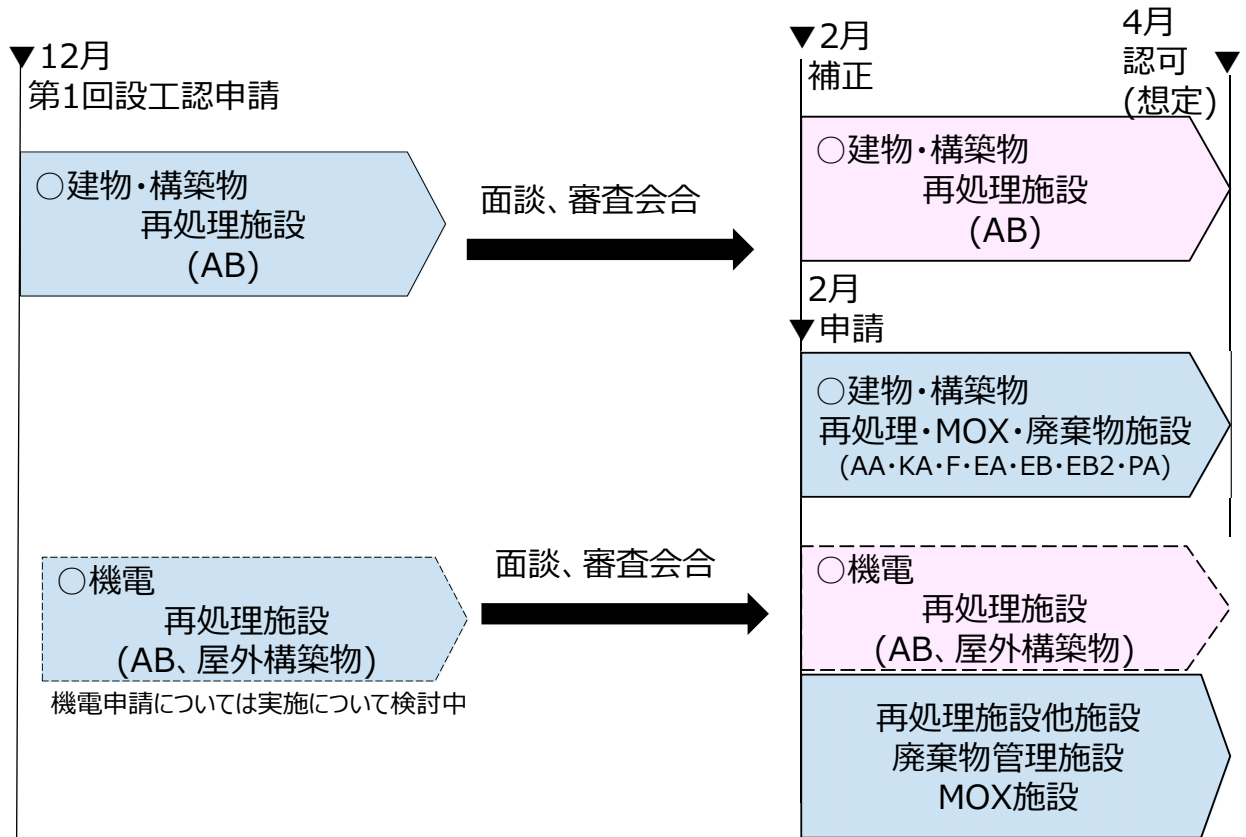 ▼12月
第1回設工認申請
○建物・構築物
再処理施設
(AB)
面談、審査会合
▼2月
補正
4月
認可
(想定)
▼
○建物・構築物
再処理施設
(AB)
2月
▼申請
○建物・構築物
再処理・MOX・廃棄物施設
(AA・KA・F・EA・EB・EB2・PA)
○機電
再処理施設
(AB、屋外構築物)
機電申請については実施について検討中
面談、審査会合
○機電
再処理施設
(AB、屋外構築物)
再処理施設他施設
廃棄物管理施設
MOX施設